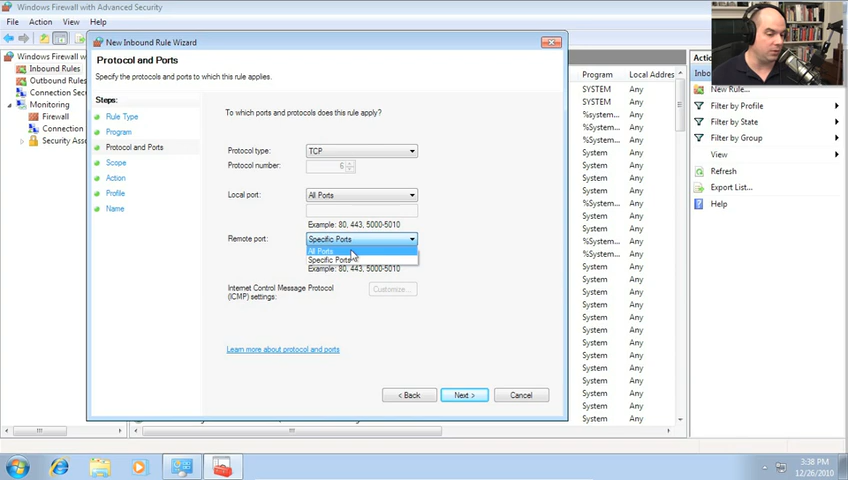 Windows Firewall with Advanced Security
File Action View Help
Windows Firewall with
Inbound Rules
Outbound Rules
Connection Secu
Monitoring
Firewall
Connection
Security Asso
New Inbound Rule Wizard
Protocol and Ports
Specify the protocols and ports to which this rule applies.
Steps:
Rule Type
Program
Protocol and Ports
Scope
Action
Profile
Name
To which ports and protocols does this rule apply?
Protocol type: TCP
Protocol number: 6
Local port: All Ports
Example: 80, 443, 5000-5010
Remote port: Specific Ports
All Ports
Specific Ports
Example: 80, 443, 5000-5010
Internet Control Message Protocol
(ICMP) settings:
Customize...
Learn more about protocol and ports
< Back Next > Cancel
Program Local Addres
SYSTEM Any
SYSTEM Any
%system... Any
%system... Any
System Any
System Any
System Any
%System... Any
%System... Any
System Any
%System... Any
%System... Any
%System... Any
System Any
System Any
System Any
System Any
System Any
System Any
System Any
System Any
System Any
System Any
System Any
System Any
System Any
System Any
Actio
Inbou
New Rule...
Filter by Profile
Filter by State
Filter by Group
View
Refresh
Export List...
Help
3:38 PM
12/26/2010